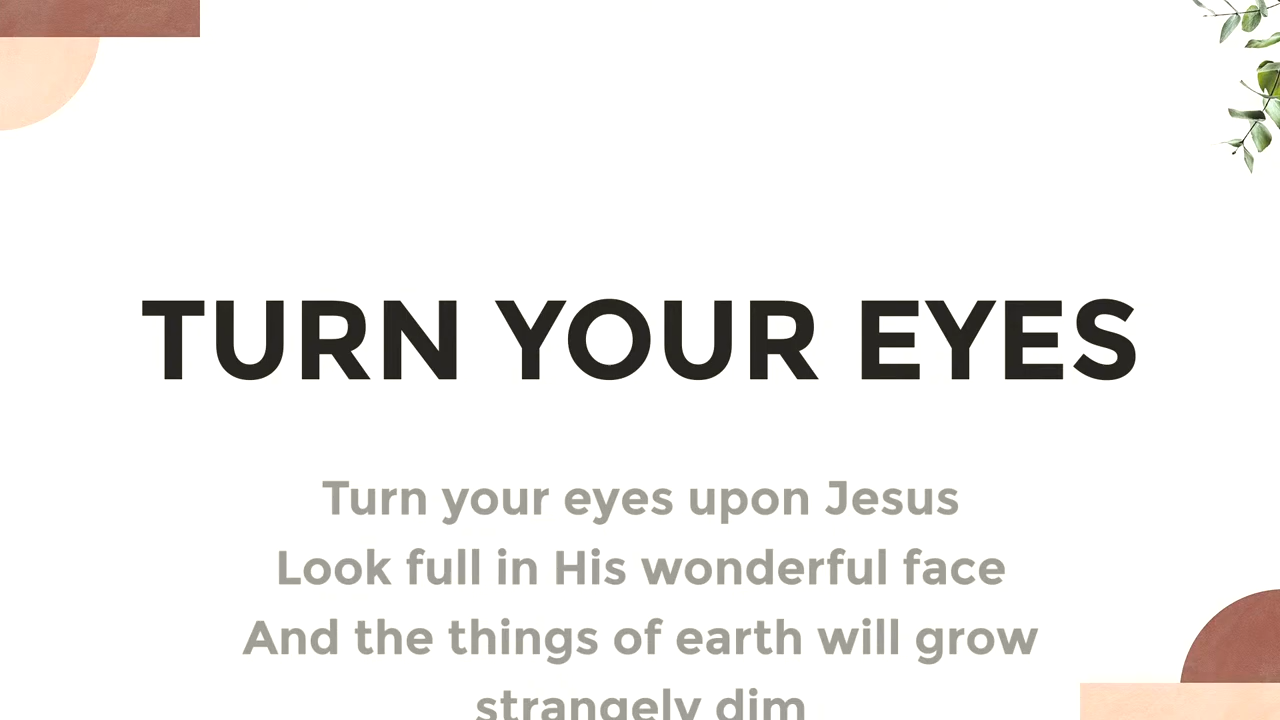 TURN YOUR EYES
Turn your eyes upon Jesus
Look full in His wonderful face
And the things of earth will grow
strangely dim